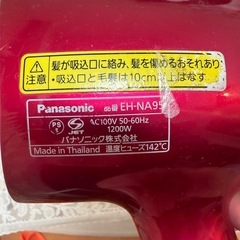 注意
髪が吸込口に絡み、髪を傷めるおそれあり
・吸込口と毛髪は10cm以上はなす
Panasonic 品番 EH-NA95
PS E
JET
AC100V 50-60Hz
1200W
パナソニック株式会社
Made in Thailand 温度ヒューズ142℃